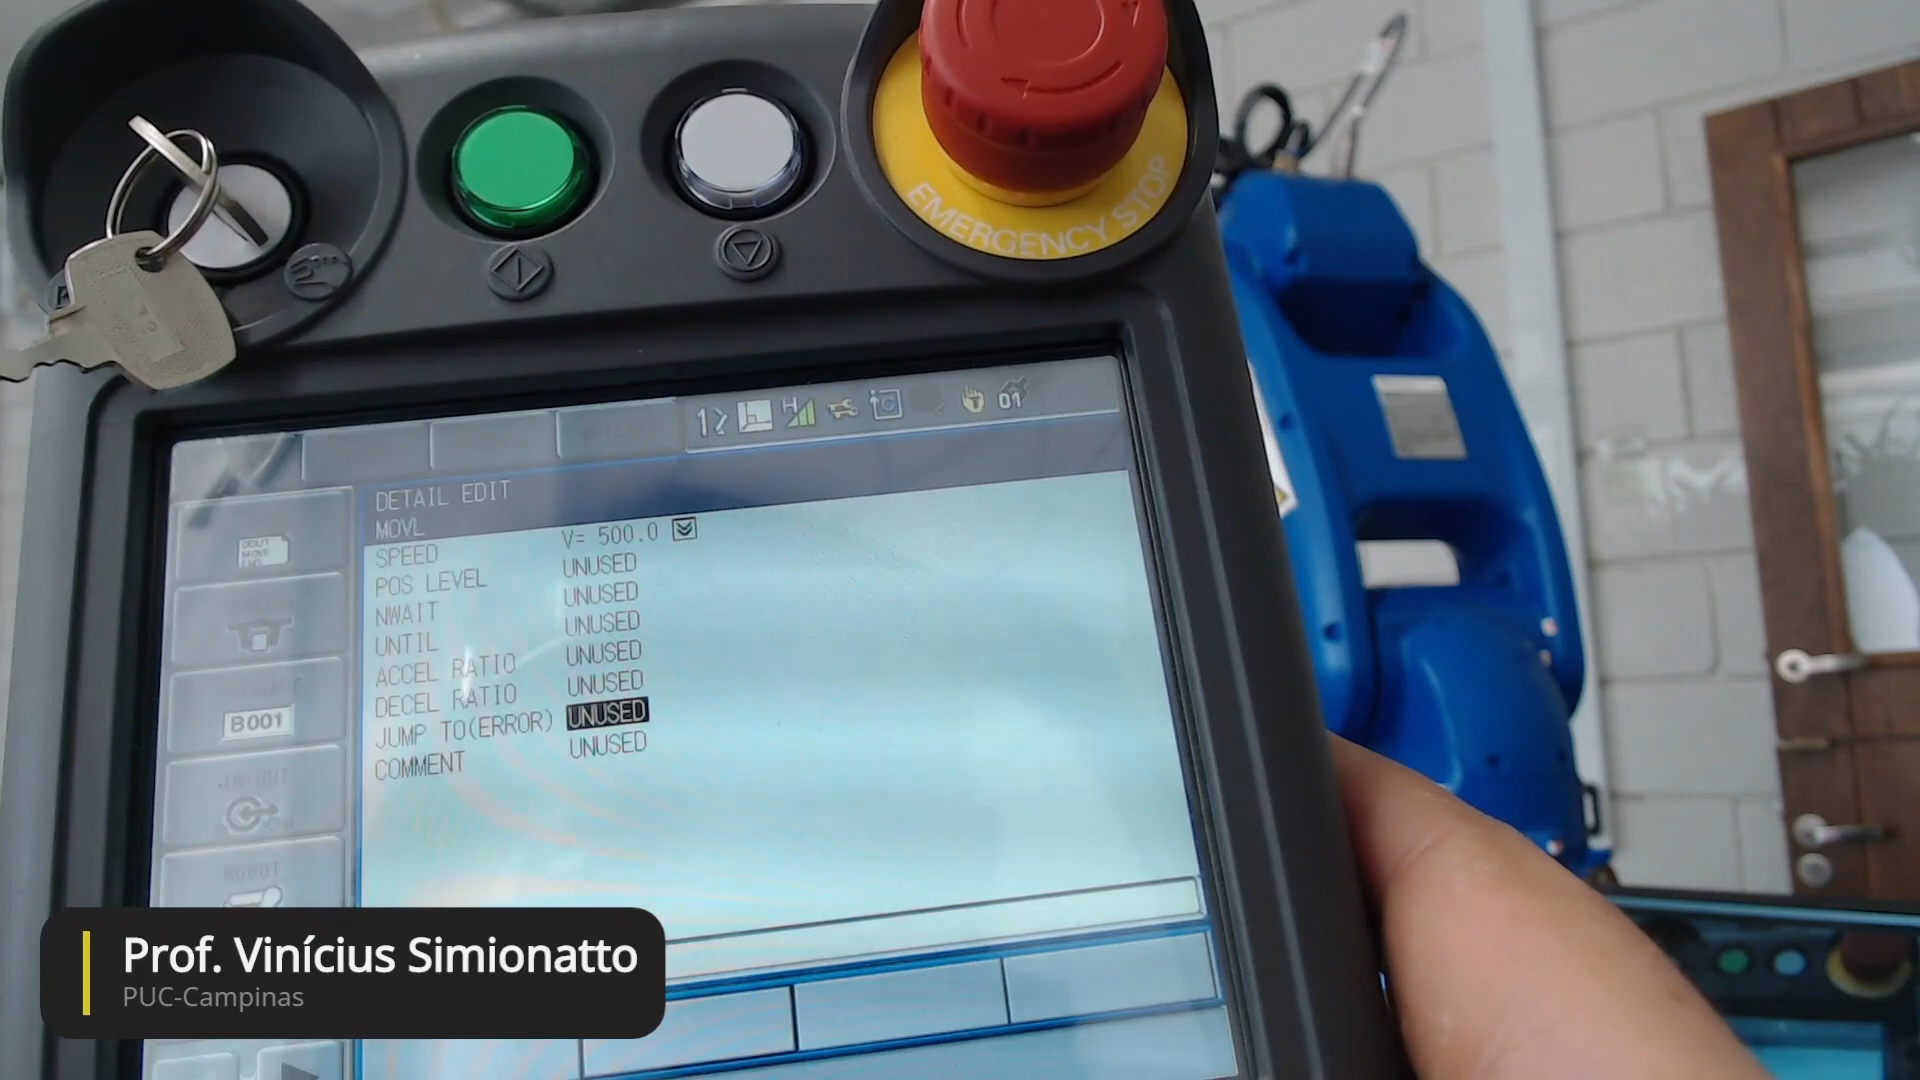 EMERGENCY STOP
DETAIL EDIT
MOVL
SPEED V= 500.0
POS LEVEL UNUSED
NWAIT UNUSED
UNTIL UNUSED
ACCEL RATIO UNUSED
DECEL RATIO UNUSED
JUMP TO(ERROR) UNUSED
COMMENT UNUSED
B001
01
Prof. Vinícius Simionatto
PUC-Campinas